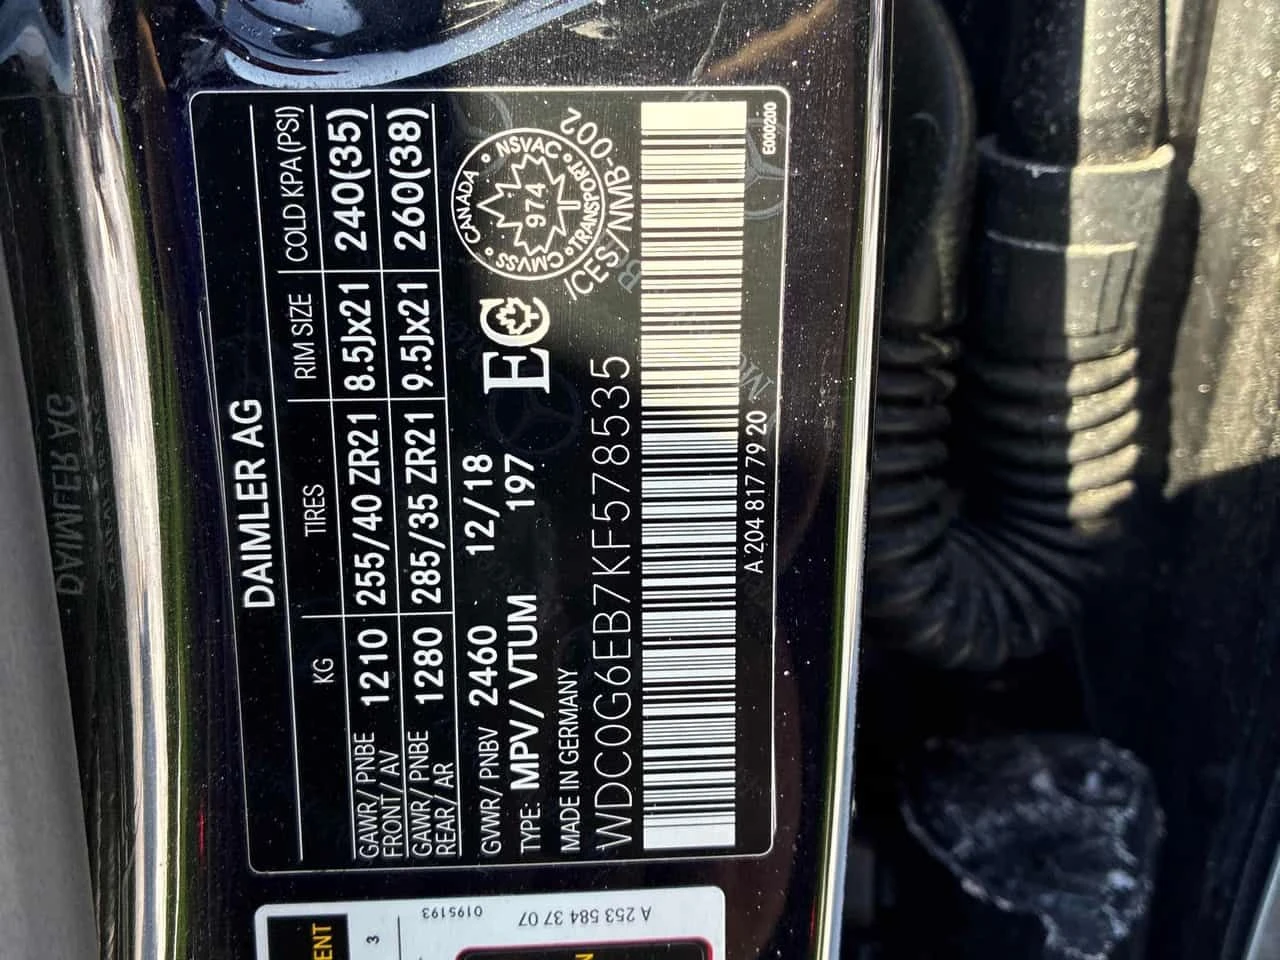 DAIMLER AG
KG TIRES RIM SIZE COLD KPA(PSI)
GAWR/PNBE FRONT/AV 1210 255/40 ZR21 8.5Jx21 240(35)
GAWR/PNBE REAR/AR 1280 285/35 ZR21 9.5Jx21 260(38)
GVWR/PNBV 2460 12/18
TYPE: MPV/VTUM 197
EC
CMVSS • CANADA • NSVAC • TRANSPORT •
974
MADE IN GERMANY
/CES/NMB-002
WDC0G6EB7KF578535
A 204 817 79 20
E000200
DAIMLER AG
A 253 584 37 07
0195193
3